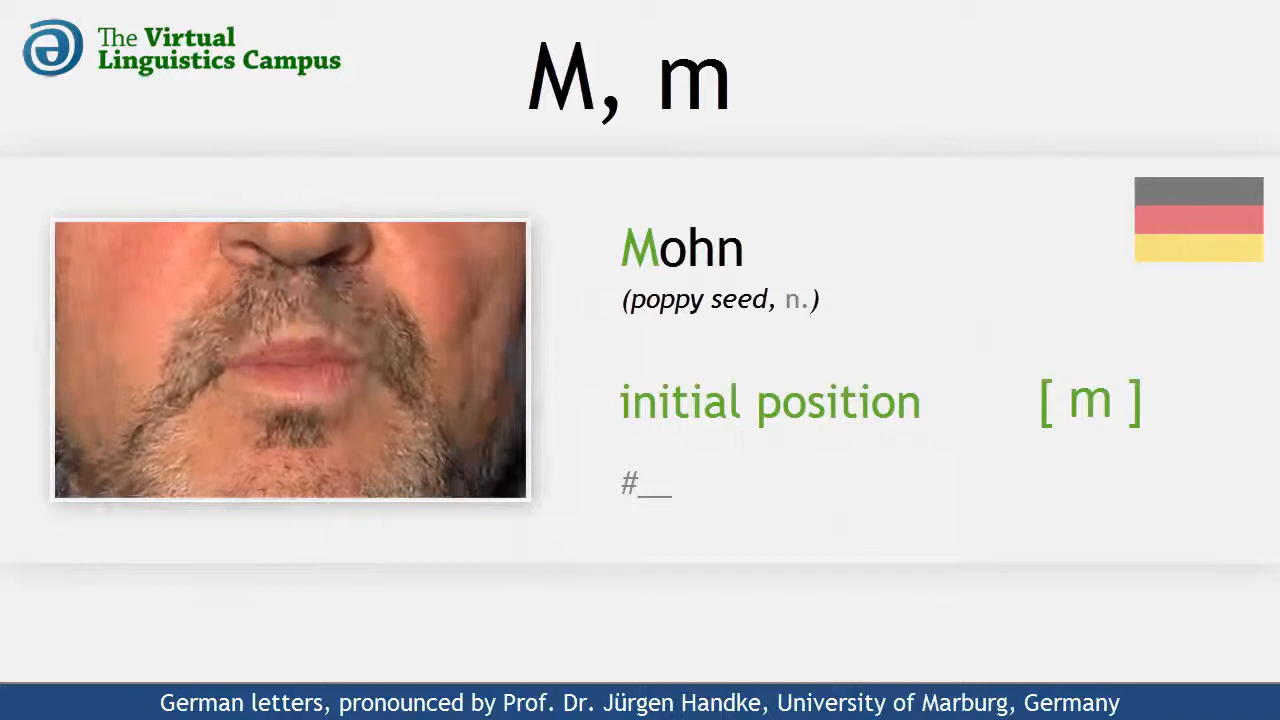 The Virtual
Linguistics Campus
M, m
Mohn
(poppy seed, n.)
initial position [ m ]
#__
German letters, pronounced by Prof. Dr. Jürgen Handke, University of Marburg, Germany